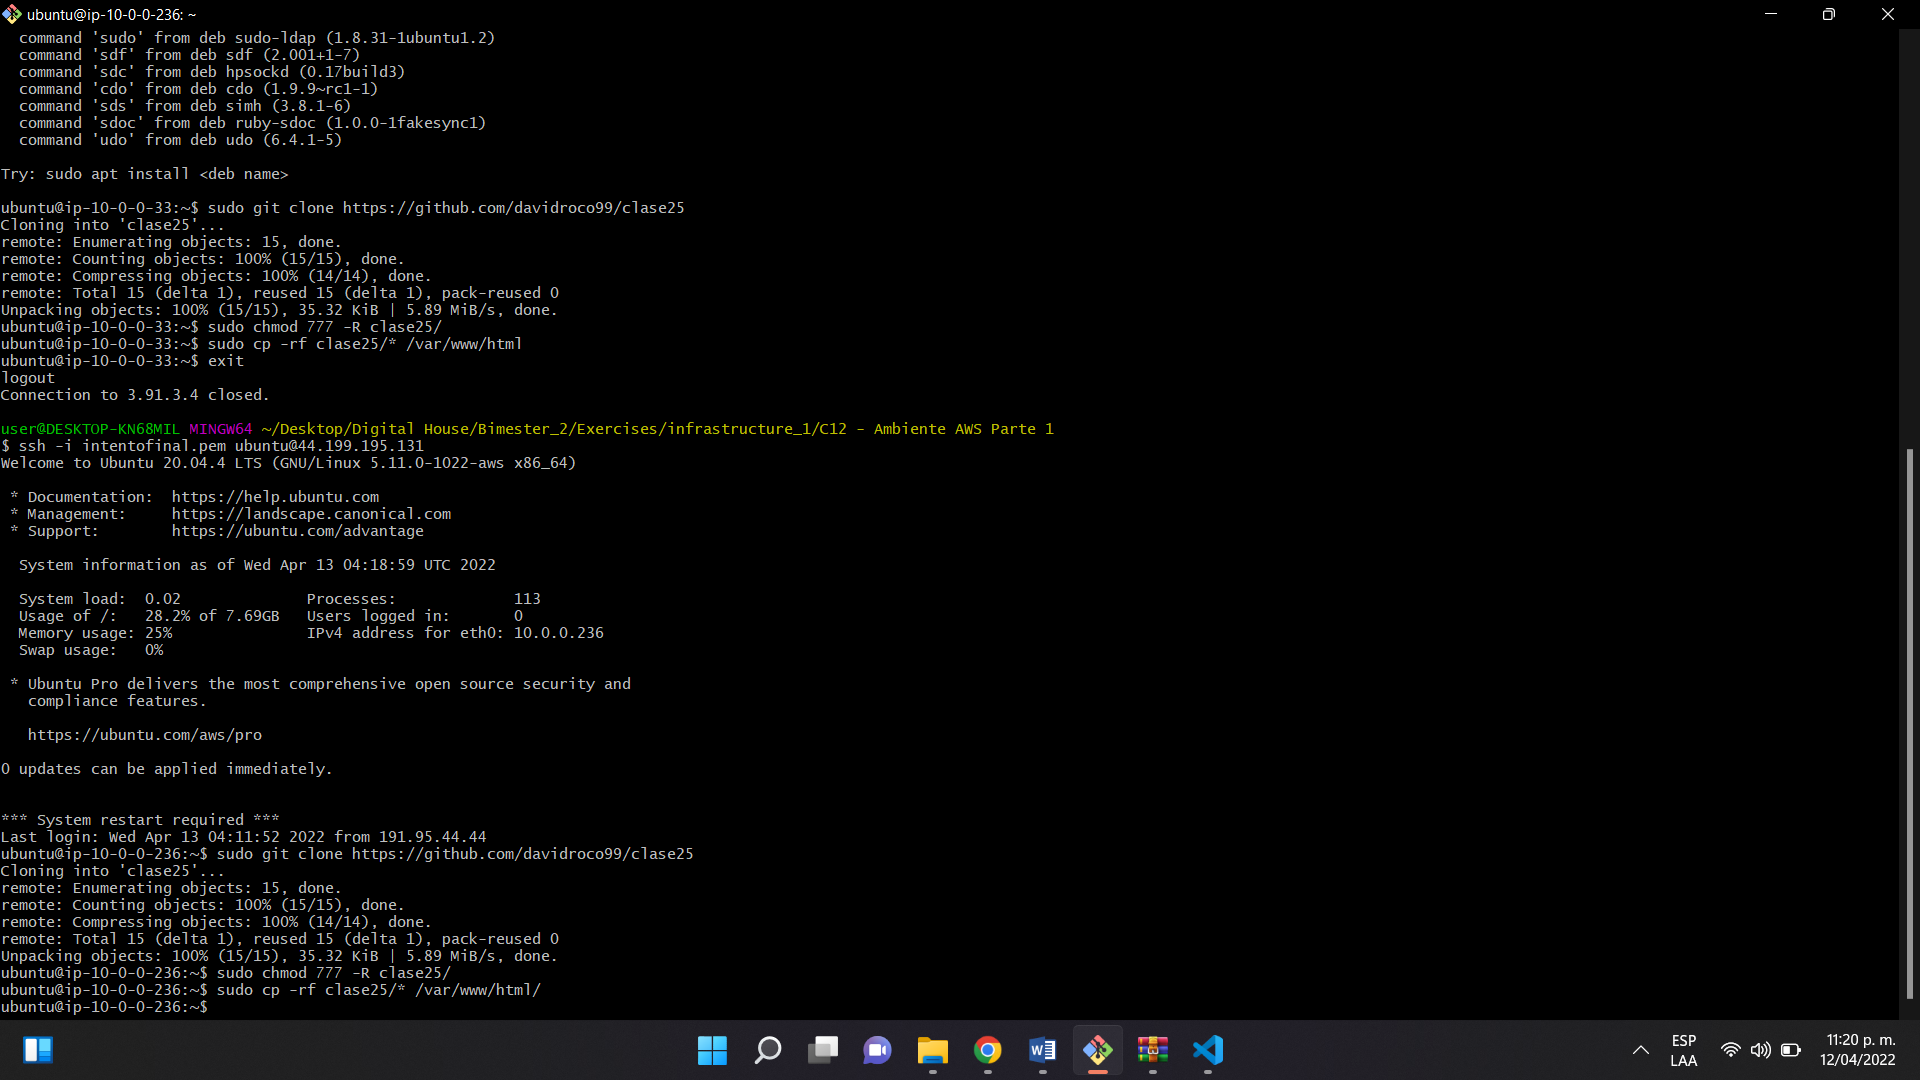 ubuntu@ip-10-0-0-236: ~
command 'sudo' from deb sudo-ldap (1.8.31-1ubuntu1.2)
command 'sdf' from deb sdf (2.001+1-7)
command 'sdc' from deb hpsockd (0.17build3)
command 'cdo' from deb cdo (1.9.9~rc1-1)
command 'sds' from deb simh (3.8.1-6)
command 'sdoc' from deb ruby-sdoc (1.0.0-1fakesync1)
command 'udo' from deb udo (6.4.1-5)
Try: sudo apt install <deb name>
ubuntu@ip-10-0-0-33:~$ sudo git clone https://github.com/davidroco99/clase25
Cloning into 'clase25'...
remote: Enumerating objects: 15, done.
remote: Counting objects: 100% (15/15), done.
remote: Compressing objects: 100% (14/14), done.
remote: Total 15 (delta 1), reused 15 (delta 1), pack-reused 0
Unpacking objects: 100% (15/15), 35.32 KiB | 5.89 MiB/s, done.
ubuntu@ip-10-0-0-33:~$ sudo chmod 777 -R clase25/
ubuntu@ip-10-0-0-33:~$ sudo cp -rf clase25/* /var/www/html
ubuntu@ip-10-0-0-33:~$ exit
logout
Connection to 3.91.3.4 closed.
user@DESKTOP-KN68MIL MINGW64 ~/Desktop/Digital House/Bimester_2/Exercises/infrastructure_1/C12 - Ambiente AWS Parte 1
$ ssh -i intentofinal.pem ubuntu@44.199.195.131
Welcome to Ubuntu 20.04.4 LTS (GNU/Linux 5.11.0-1022-aws x86_64)
* Documentation:  https://help.ubuntu.com
* Management:     https://landscape.canonical.com
* Support:        https://ubuntu.com/advantage
System information as of Wed Apr 13 04:18:59 UTC 2022
System load:  0.02              Processes:             113
Usage of /:   28.2% of 7.69GB   Users logged in:       0
Memory usage: 25%               IPv4 address for eth0: 10.0.0.236
Swap usage:   0%
* Ubuntu Pro delivers the most comprehensive open source security and
compliance features.
https://ubuntu.com/aws/pro
0 updates can be applied immediately.
*** System restart required ***
Last login: Wed Apr 13 04:11:52 2022 from 191.95.44.44
ubuntu@ip-10-0-0-236:~$ sudo git clone https://github.com/davidroco99/clase25
Cloning into 'clase25'...
remote: Enumerating objects: 15, done.
remote: Counting objects: 100% (15/15), done.
remote: Compressing objects: 100% (14/14), done.
remote: Total 15 (delta 1), reused 15 (delta 1), pack-reused 0
Unpacking objects: 100% (15/15), 35.32 KiB | 5.89 MiB/s, done.
ubuntu@ip-10-0-0-236:~$ sudo chmod 777 -R clase25/
ubuntu@ip-10-0-0-236:~$ sudo cp -rf clase25/* /var/www/html/
ubuntu@ip-10-0-0-236:~$
ESP
LAA
11:20 p. m.
12/04/2022